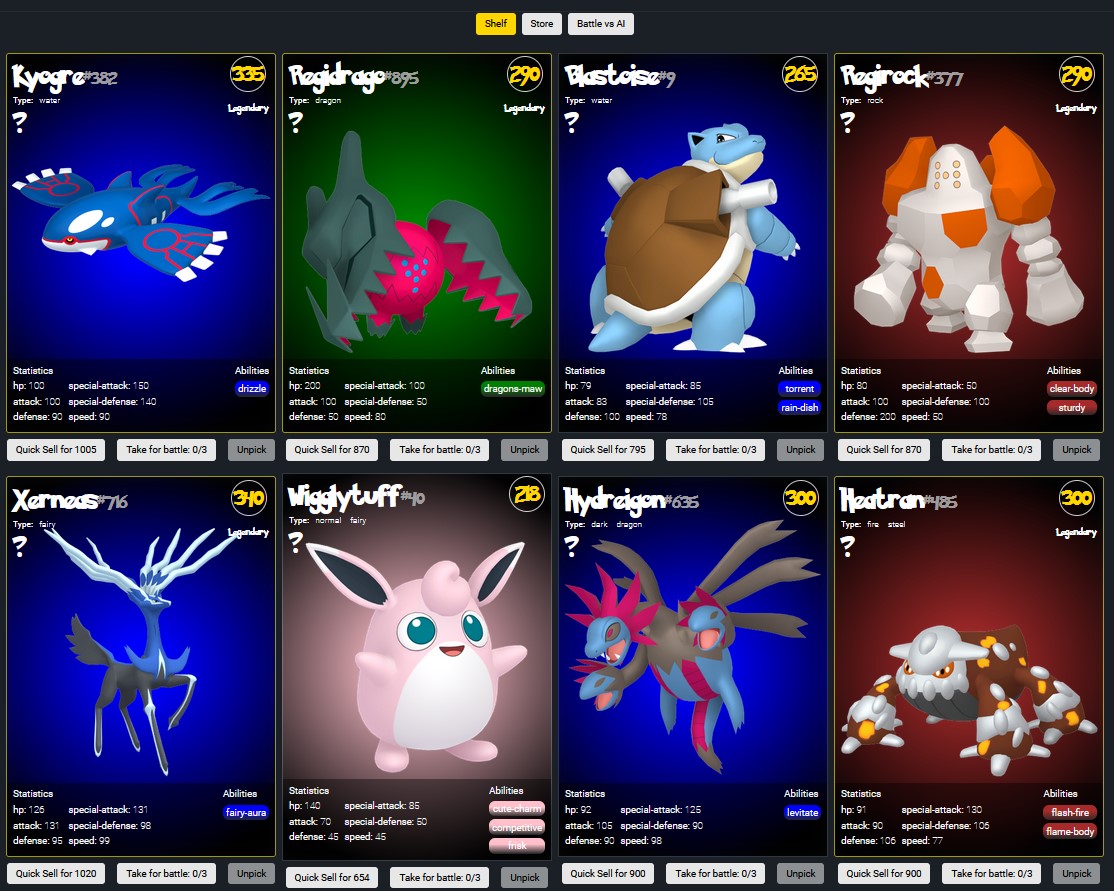 Shelf Store Battle vs AI
Kyogre#382 335
Type: water Legendary
?
Statistics Abilities
hp: 100 special-attack: 150 drizzle
attack: 100 special-defense: 140
defense: 90 speed: 90
Quick Sell for 1005 Take for battle: 0/3 Unpick
Regidrago#895 290
Type: dragon Legendary
?
Statistics Abilities
hp: 200 special-attack: 100 dragons-maw
attack: 100 special-defense: 50
defense: 50 speed: 80
Quick Sell for 870 Take for battle: 0/3 Unpick
Blastoise#9 265
Type: water
?
Statistics Abilities
hp: 79 special-attack: 85 torrent
attack: 83 special-defense: 105 rain-dish
defense: 100 speed: 78
Quick Sell for 795 Take for battle: 0/3 Unpick
Regirock#377 290
Type: rock Legendary
?
Statistics Abilities
hp: 80 special-attack: 50 clear-body
attack: 100 special-defense: 100 sturdy
defense: 200 speed: 50
Quick Sell for 870 Take for battle: 0/3 Unpick
Xerneas#716 340
Type: fairy Legendary
?
Statistics Abilities
hp: 126 special-attack: 131 fairy-aura
attack: 131 special-defense: 98
defense: 95 speed: 99
Quick Sell for 1020 Take for battle: 0/3 Unpick
Wigglytuff#40 218
Type: normal fairy
?
Statistics Abilities
hp: 140 special-attack: 85 cute-charm
attack: 70 special-defense: 50 competitive
defense: 45 speed: 45 frisk
Quick Sell for 654 Take for battle: 0/3 Unpick
Hydreigon#635 300
Type: dark dragon
?
Statistics Abilities
hp: 92 special-attack: 125 levitate
attack: 105 special-defense: 90
defense: 90 speed: 98
Quick Sell for 900 Take for battle: 0/3 Unpick
Heatran#485 300
Type: fire steel Legendary
?
Statistics Abilities
hp: 91 special-attack: 130 flash-fire
attack: 90 special-defense: 106 flame-body
defense: 106 speed: 77
Quick Sell for 900 Take for battle: 0/3 Unpick